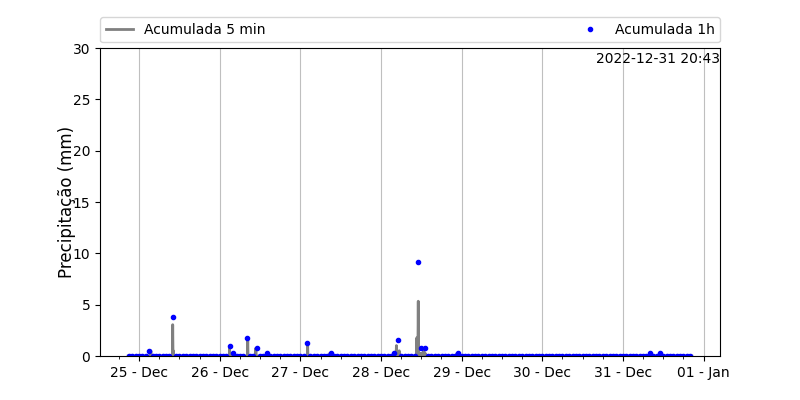 Acumulada 5 min
Acumulada 1h
2022-12-31 20:43
Precipitação (mm)
30
25
20
15
10
5
0
25 - Dec
26 - Dec
27 - Dec
28 - Dec
29 - Dec
30 - Dec
31 - Dec
01 - Jan